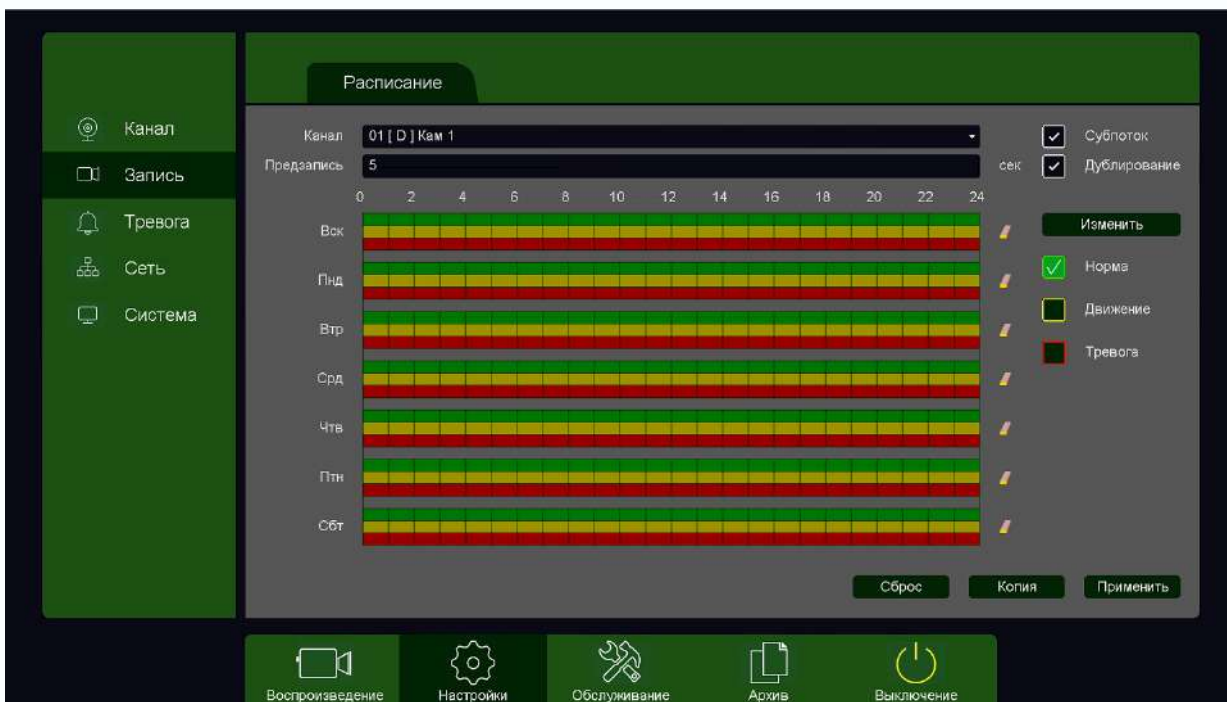 Расписание
Канал
Запись
Тревога
Сеть
Система
Канал 01 [ D ] Кам 1 Субпоток
Предзапись 5 сек Дублирование
0 2 4 6 8 10 12 14 16 18 20 22 24
Вск Изменить
Пнд Норма
Втр Движение
Срд Тревога
Чтв
Птн
Сбт
Сброс Копия Применить
Воспроизведение Настройки Обслуживание Архив Выключение